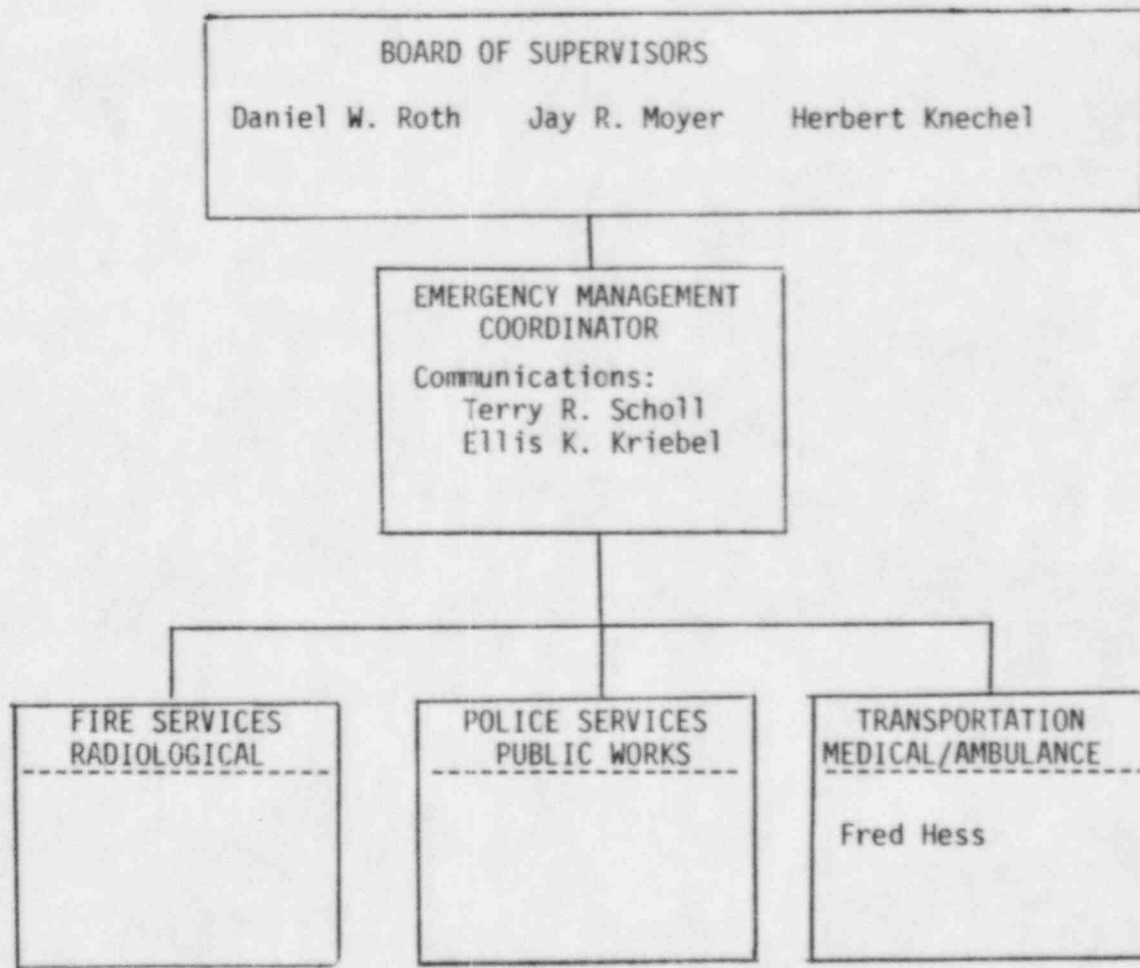 BOARD OF SUPERVISORS
Daniel W. Roth Jay R. Moyer Herbert Knechel
EMERGENCY MANAGEMENT
COORDINATOR
Communications:
Terry R. Scholl
Ellis K. Kriebel
FIRE SERVICES
RADIOLOGICAL
POLICE SERVICES
PUBLIC WORKS
TRANSPORTATION
MEDICAL/AMBULANCE
Fred Hess